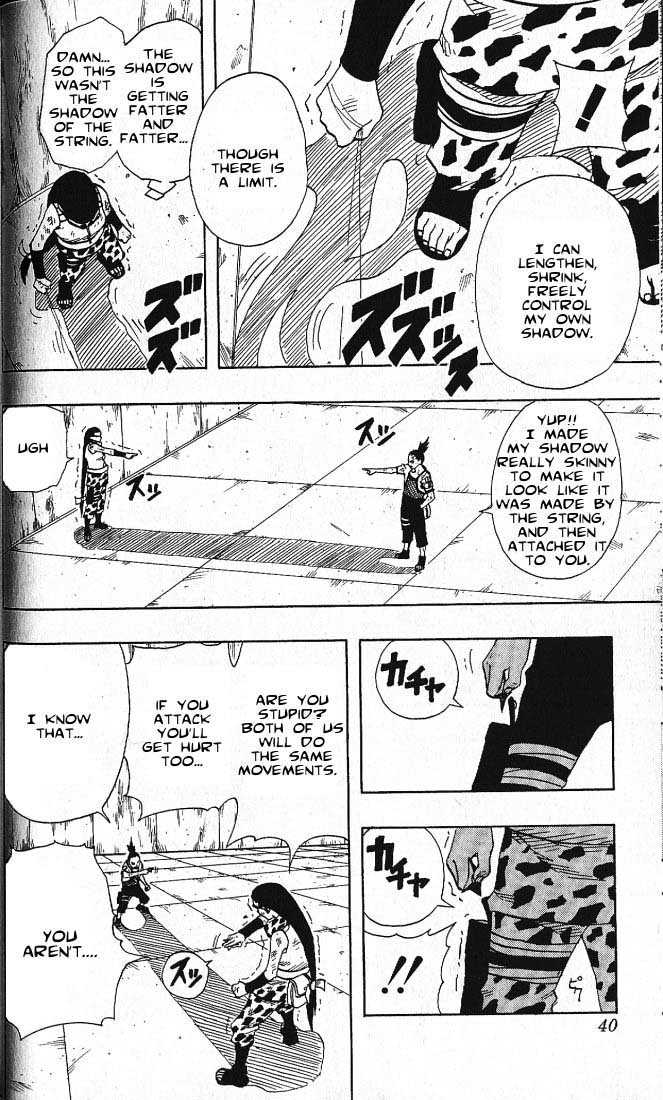 !
I CAN
LENGTHEN,
SHRINK,
FREELY
CONTROL
MY OWN
SHADOW.
THOUGH
THERE IS
A LIMIT.
ズズズッ
THE
SHADOW
IS
GETTING
FATTER
AND
FATTER...
DAMN...
SO THIS
WASN'T
THE
SHADOW
OF THE
STRING.
ズズ
YUP!!
I MADE
MY SHADOW
REALLY SKINNY
TO MAKE IT
LOOK LIKE IT
WAS MADE BY
THE STRING,
AND THEN
ATTACHED IT
TO YOU.
スッ
スッ
UGH
カチャ
カチャ
!!
ピク
ARE YOU
STUPID?
BOTH OF US
WILL DO
THE SAME
MOVEMENTS.
IF YOU
ATTACK
YOU'LL
GET HURT
TOO...
I KNOW
THAT...
スッ
YOU
AREN'T....
40